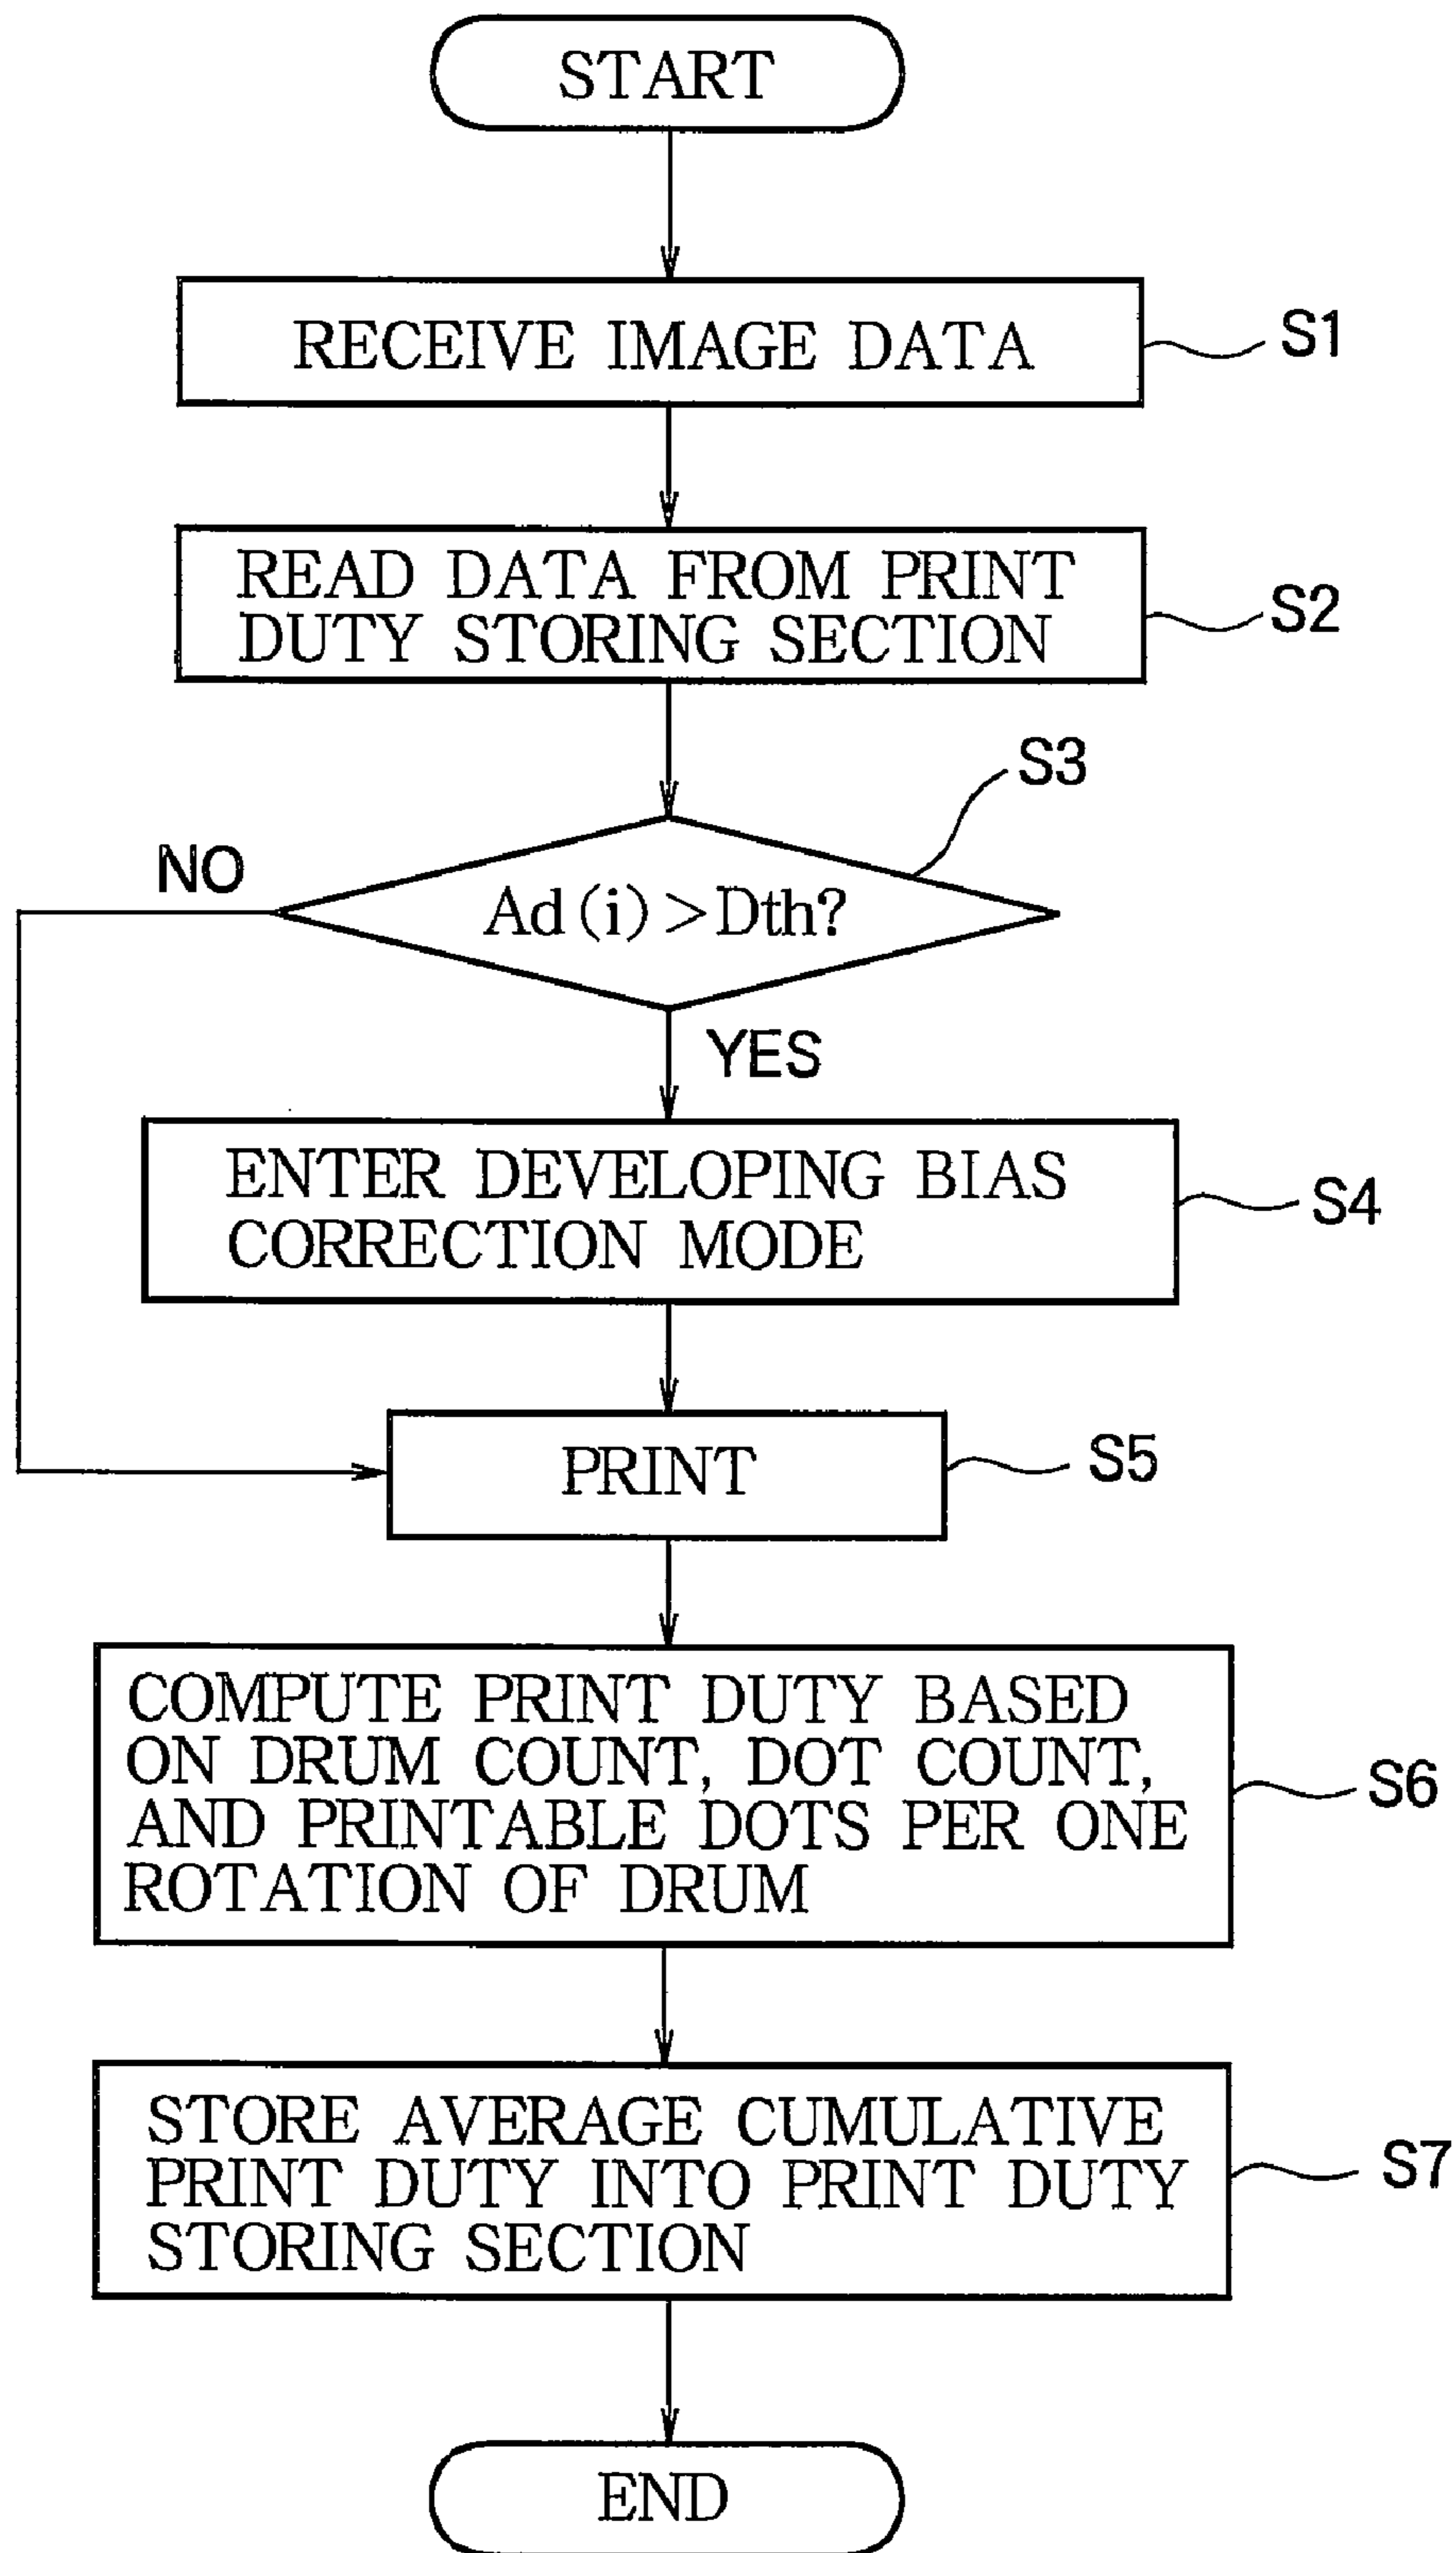 START
RECEIVE IMAGE DATA
S1
READ DATA FROM PRINT
DUTY STORING SECTION
S2
S3
NO
Ad(i)>Dth?
YES
ENTER DEVELOPING BIAS
CORRECTION MODE
S4
PRINT
S5
COMPUTE PRINT DUTY BASED
ON DRUM COUNT, DOT COUNT,
AND PRINTABLE DOTS PER ONE
ROTATION OF DRUM
S6
STORE AVERAGE CUMULATIVE
PRINT DUTY INTO PRINT DUTY
STORING SECTION
S7
END